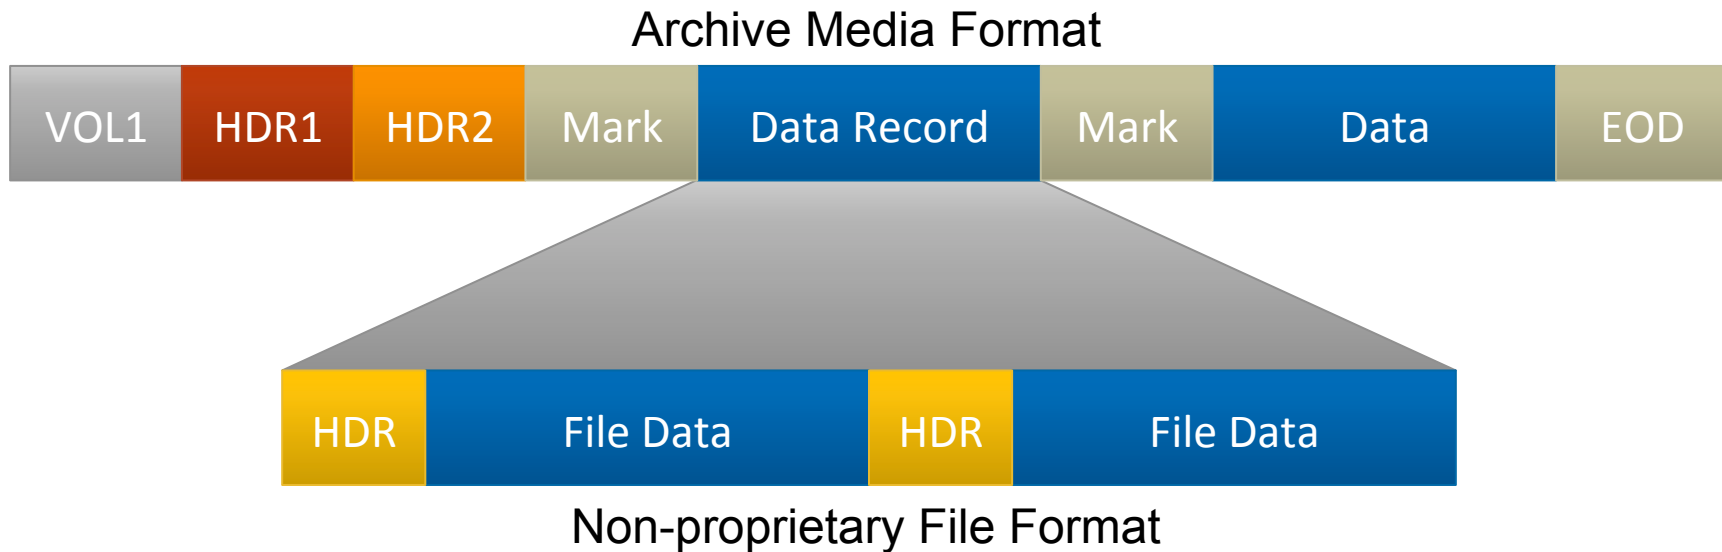 Archive Media Format
VOL1 HDR1 HDR2 Mark Data Record Mark Data EOD
HDR File Data HDR File Data
Non-proprietary File Format